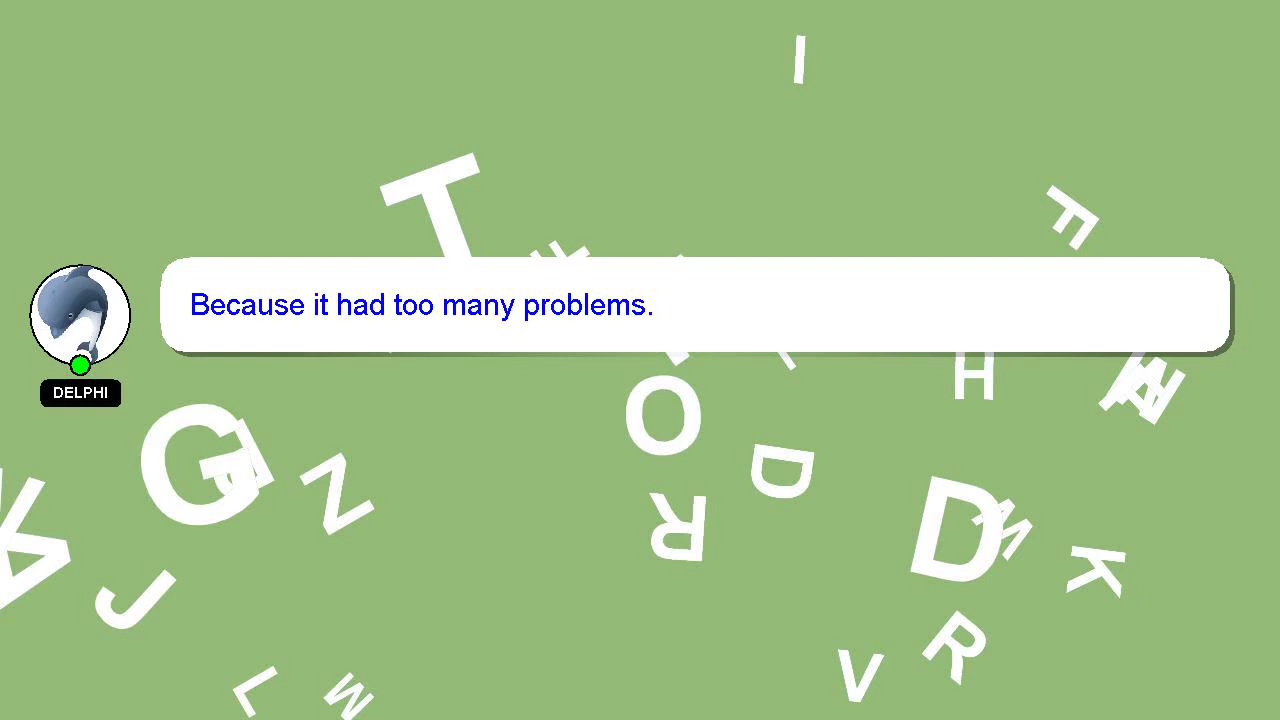 I
T
F
Because it had too many problems.
DELPHI
H
O
G
N
D
R
D
M
K
J
R
V
L
M